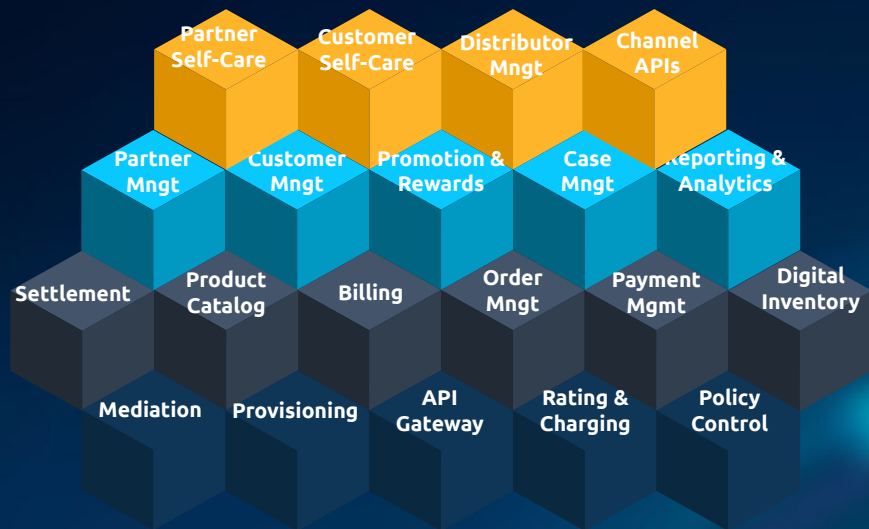 Partner
Self-Care
Customer
Self-Care
Distributor
Mngt
Channel
APIs
Partner
Mngt
Customer
Mngt
Promotion &
Rewards
Case
Mngt
Reporting &
Analytics
Settlement
Product
Catalog
Billing
Order
Mngt
Payment
Mgmt
Digital
Inventory
Mediation
Provisioning
API
Gateway
Rating &
Charging
Policy
Control